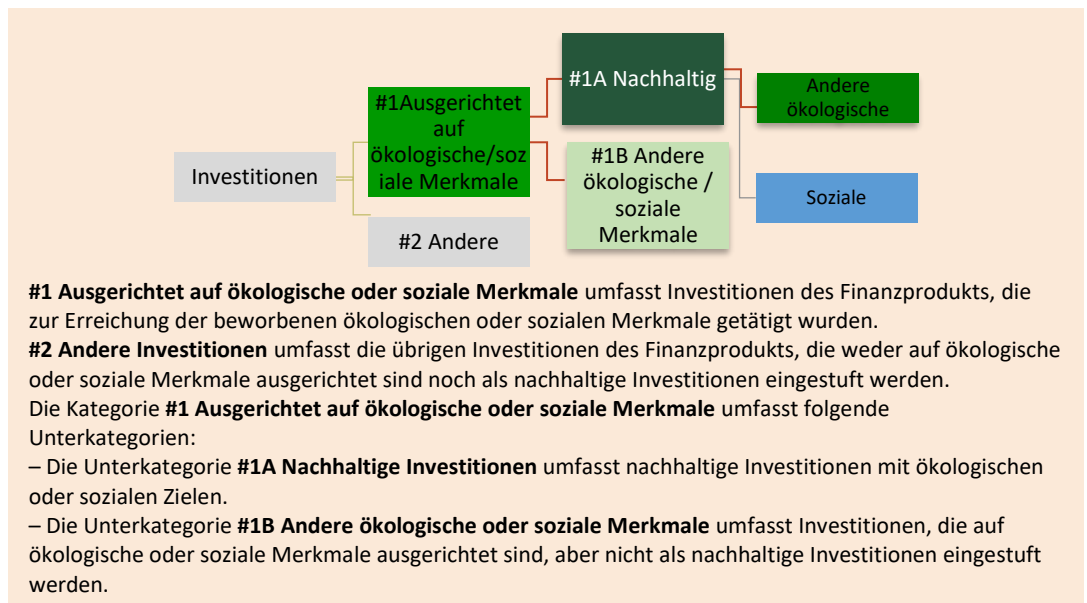 #1A Nachhaltig
Andere
ökologische
#1Ausgerichtet
auf
ökologische/soz
iale Merkmale
#1B Andere
ökologische /
soziale
Merkmale
Investitionen
Soziale
#2 Andere
#1 Ausgerichtet auf ökologische oder soziale Merkmale umfasst Investitionen des Finanzprodukts, die
zur Erreichung der beworbenen ökologischen oder sozialen Merkmale getätigt wurden.
#2 Andere Investitionen umfasst die übrigen Investitionen des Finanzprodukts, die weder auf ökologische
oder soziale Merkmale ausgerichtet sind noch als nachhaltige Investitionen eingestuft werden.
Die Kategorie #1 Ausgerichtet auf ökologische oder soziale Merkmale umfasst folgende
Unterkategorien:
– Die Unterkategorie #1A Nachhaltige Investitionen umfasst nachhaltige Investitionen mit ökologischen
oder sozialen Zielen.
– Die Unterkategorie #1B Andere ökologische oder soziale Merkmale umfasst Investitionen, die auf
ökologische oder soziale Merkmale ausgerichtet sind, aber nicht als nachhaltige Investitionen eingestuft
werden.